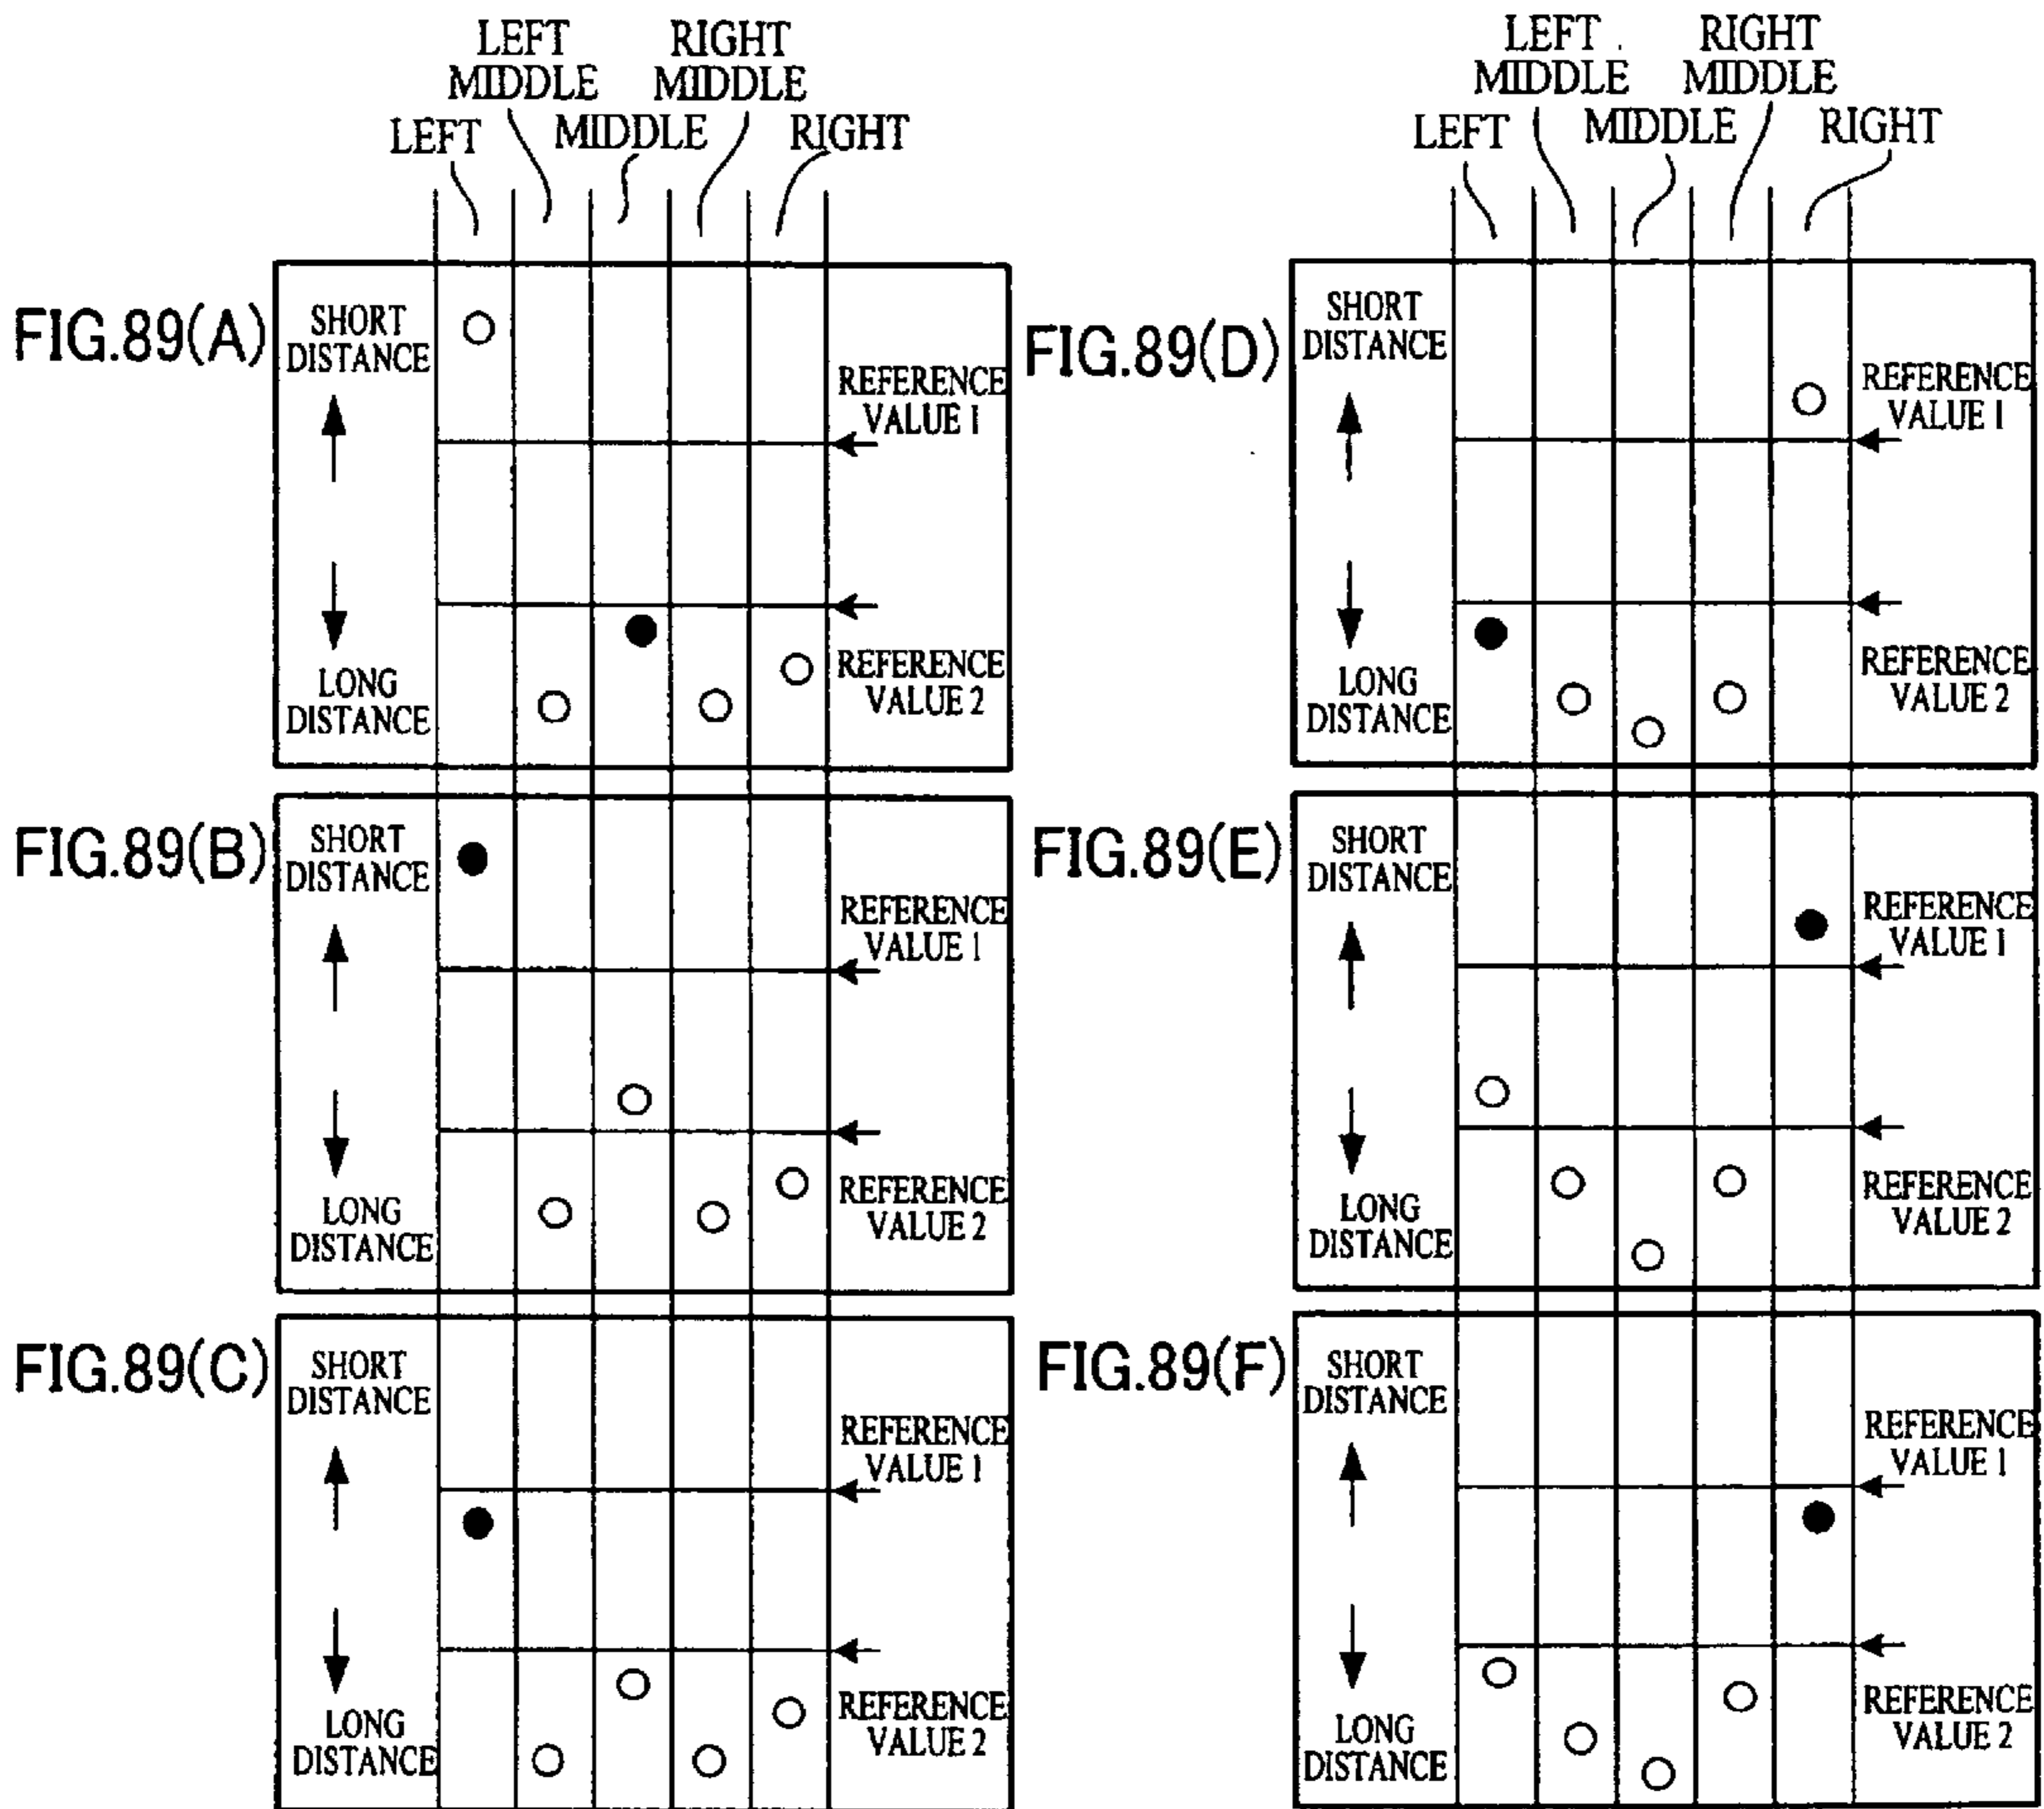 LEFT
MIDDLE
RIGHT
MIDDLE
LEFT
MIDDLE
RIGHT
FIG.89(A)
SHORT
DISTANCE
REFERENCE
VALUE 1
LONG
DISTANCE
REFERENCE
VALUE 2
FIG.89(B)
SHORT
DISTANCE
REFERENCE
VALUE 1
LONG
DISTANCE
REFERENCE
VALUE 2
FIG.89(C)
SHORT
DISTANCE
REFERENCE
VALUE 1
LONG
DISTANCE
REFERENCE
VALUE 2
LEFT
MIDDLE
RIGHT
MIDDLE
LEFT
MIDDLE
RIGHT
FIG.89(D)
SHORT
DISTANCE
REFERENCE
VALUE 1
LONG
DISTANCE
REFERENCE
VALUE 2
FIG.89(E)
SHORT
DISTANCE
REFERENCE
VALUE 1
LONG
DISTANCE
REFERENCE
VALUE 2
FIG.89(F)
SHORT
DISTANCE
REFERENCE
VALUE 1
LONG
DISTANCE
REFERENCE
VALUE 2